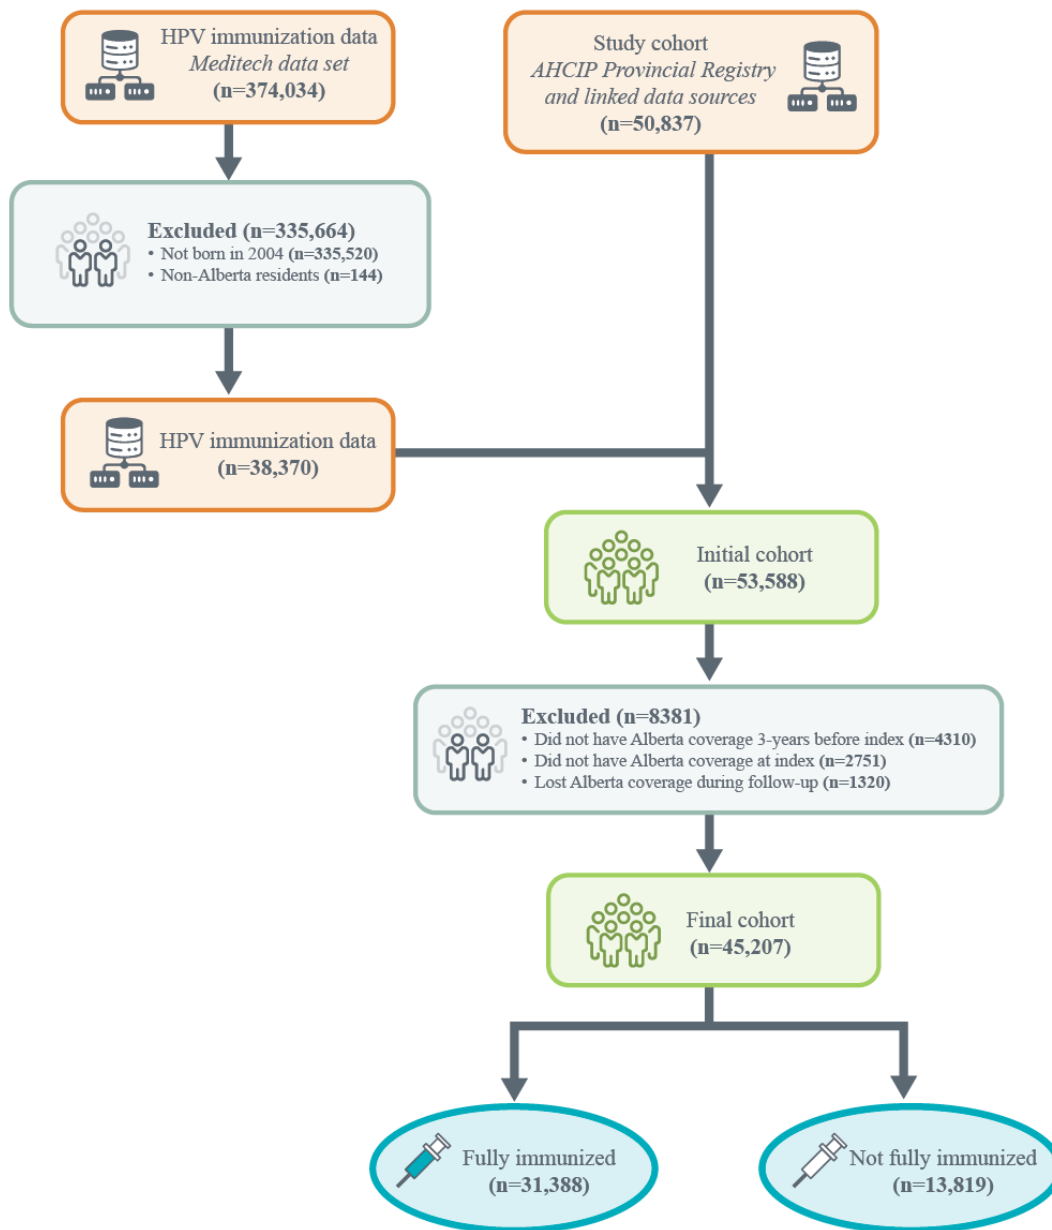 HPV immunization data
Meditech data set
(n=374,034)
Study cohort
AHCIP Provincial Registry
and linked data sources
(n=50,837)
Excluded (n=335,664)
• Not born in 2004 (n=335,520)
• Non-Alberta residents (n=144)
HPV immunization data
(n=38,370)
Initial cohort
(n=53,588)
Excluded (n=8381)
• Did not have Alberta coverage 3-years before index (n=4310)
• Did not have Alberta coverage at index (n=2751)
• Lost Alberta coverage during follow-up (n=1320)
Final cohort
(n=45,207)
Fully immunized
(n=31,388)
Not fully immunized
(n=13,819)